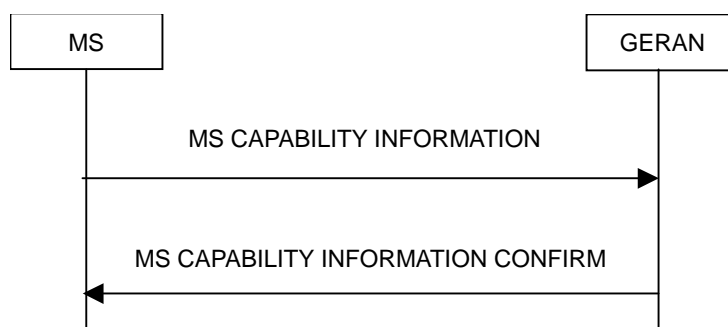 MS
GERAN
MS CAPABILITY INFORMATION
MS CAPABILITY INFORMATION CONFIRM